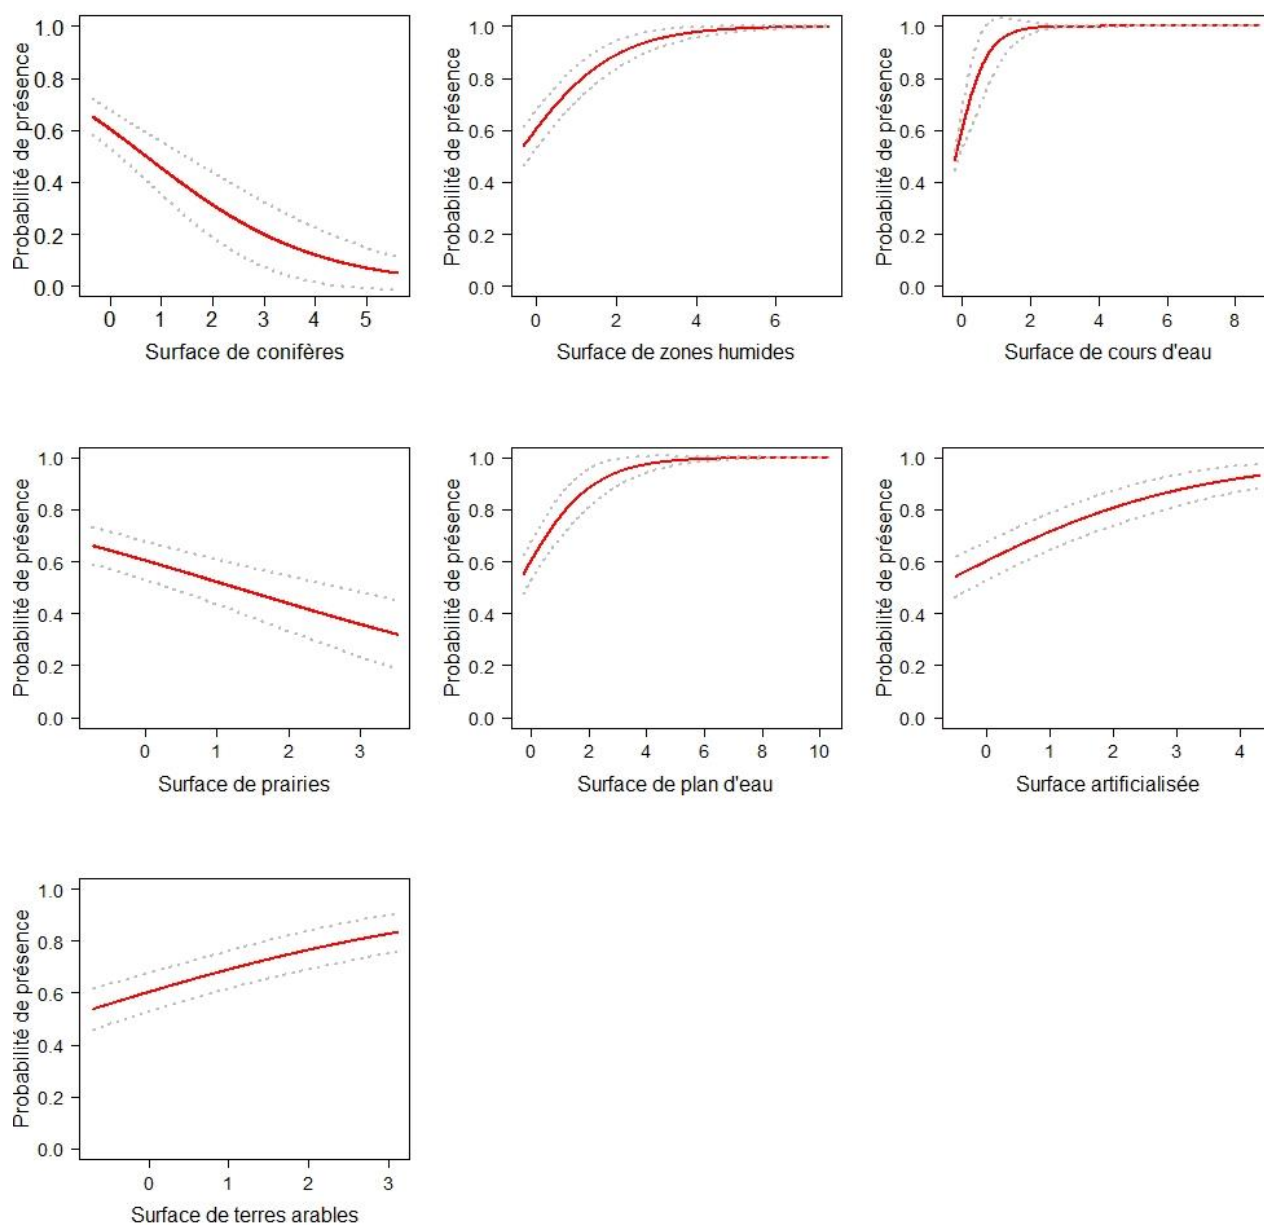 Probabilité de présence
1.0
0.8
0.6
0.4
0.2
0.0
0 1 2 3 4 5
Surface de conifères
Probabilité de présence
1.0
0.8
0.6
0.4
0.2
0.0
0 2 4 6
Surface de zones humides
Probabilité de présence
1.0
0.8
0.6
0.4
0.2
0.0
0 2 4 6 8
Surface de cours d'eau
Probabilité de présence
1.0
0.8
0.6
0.4
0.2
0.0
0 1 2 3
Surface de prairies
Probabilité de présence
1.0
0.8
0.6
0.4
0.2
0.0
0 2 4 6 8 10
Surface de plan d'eau
Probabilité de présence
1.0
0.8
0.6
0.4
0.2
0.0
0 1 2 3 4
Surface artificialisée
Probabilité de présence
1.0
0.8
0.6
0.4
0.2
0.0
0 1 2 3
Surface de terres arables